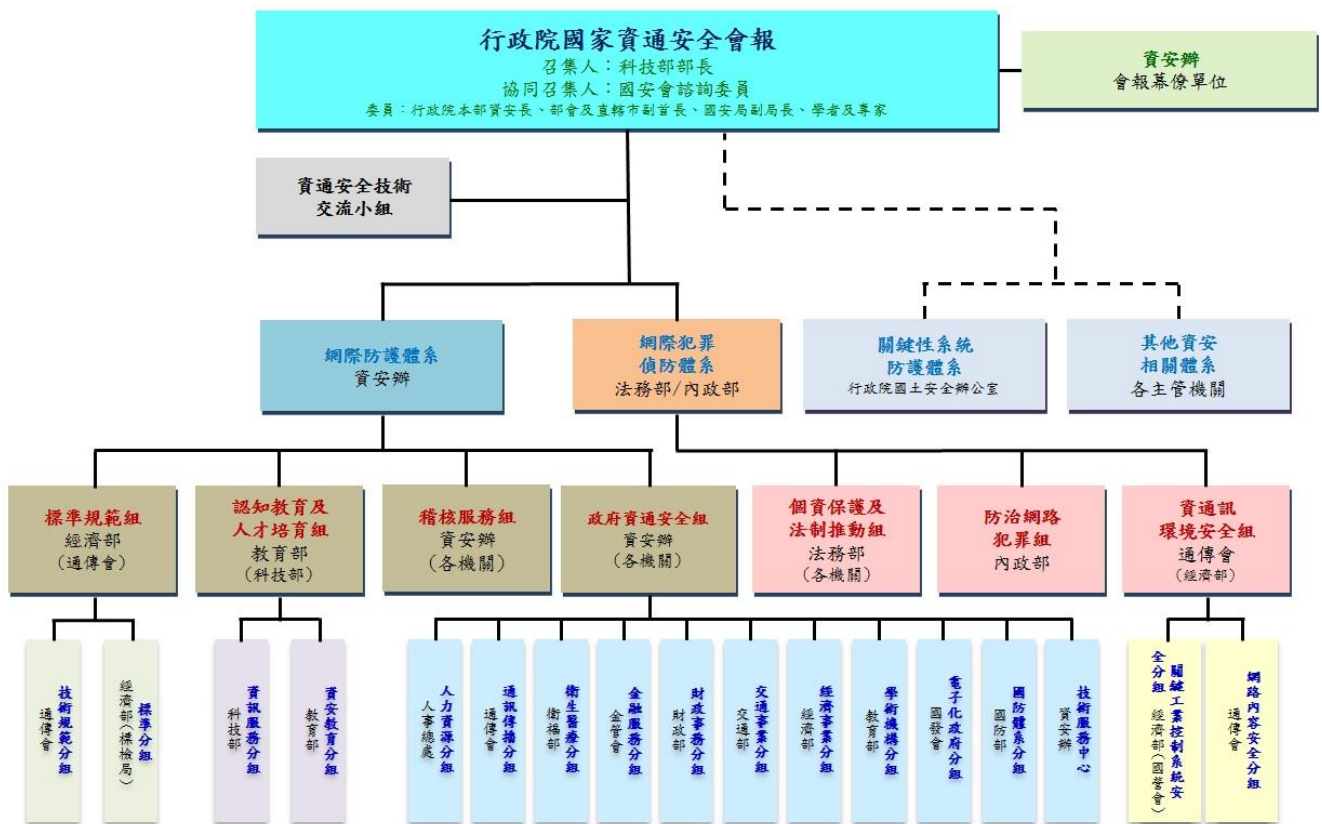 行政院國家資通安全會報
召集人：科技部部長
協同召集人：國安會諮詢委員
委員：行政院本部資安長、部會及直轄市副首長、國安局副局長、學者及專家
資安辦
會報幕僚單位
資通安全技術
交流小組
網際防護體系
資安辦
網際犯罪
偵防體系
法務部/內政部
關鍵性系統
防護體系
行政院國土安全辦公室
其他資安
相關體系
各主管機關
標準規範組
經濟部
（通傳會）
認知教育及
人才培育組
教育部
（科技部）
稽核服務組
資安辦
（各機關）
政府資通安全組
資安辦
（各機關）
個資保護及
法制推動組
法務部
（各機關）
防治網路
犯罪組
內政部
資通訊
環境安全組
通傳會
（經濟部）
技術規範分組
通傳會
標準分組
經濟部（標檢局）
資訊服務分組
科技部
資安教育分組
教育部
人力資源分組
人事總處
通訊傳播分組
通傳會
衛生醫療分組
衛福部
金融服務分組
金管會
財政事務分組
財政部
交通事業分組
交通部
經濟事業分組
經濟部
學術機構分組
教育部
電子化政府分組
國發會
國防體系分組
國防部
技術服務中心
資安辦
關鍵工業控制系統安
全分組 經濟部（國營會）
網路內容安全分組
通傳會